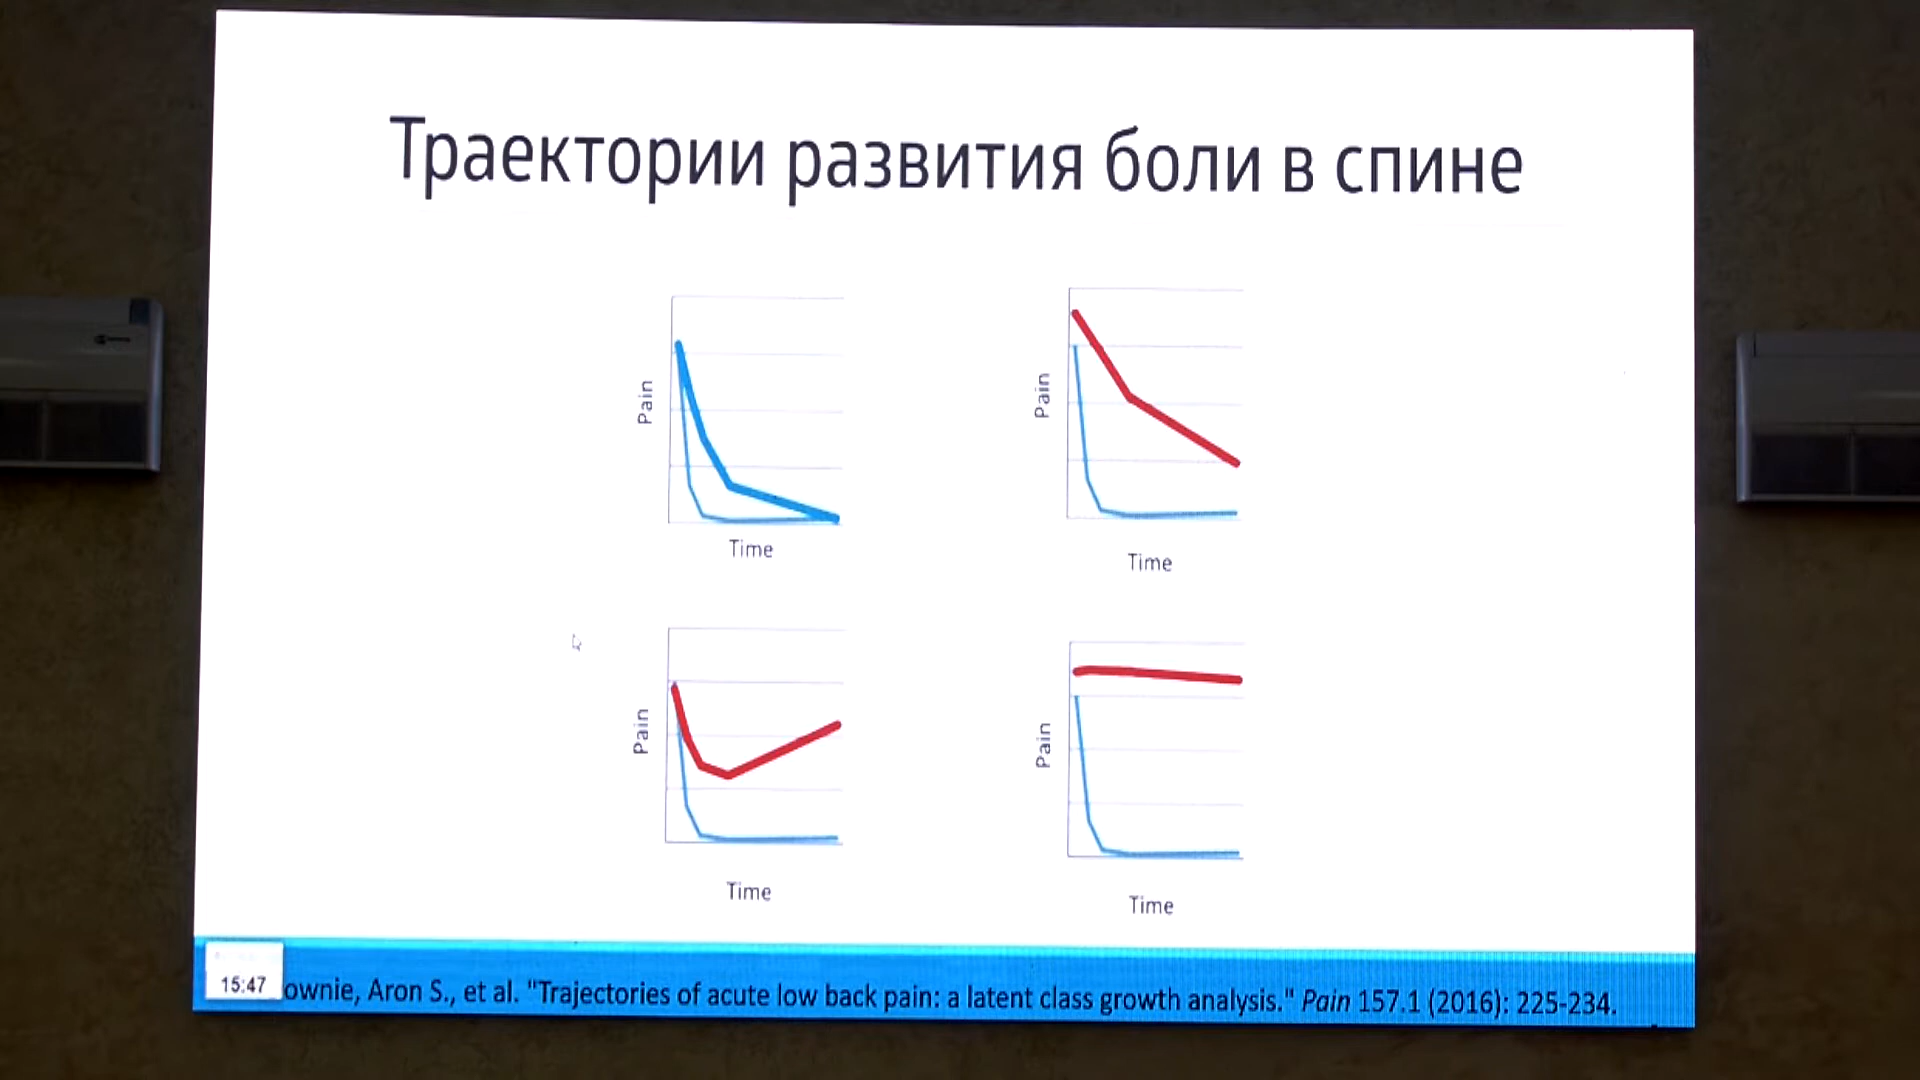 Траектории развития боли в спине
Pain
Time
Pain
Time
Pain
Time
Pain
Time
15:47
ownie, Aron S., et al. "Trajectories of acute low back pain: a latent class growth analysis." Pain 157.1 (2016): 225-234.